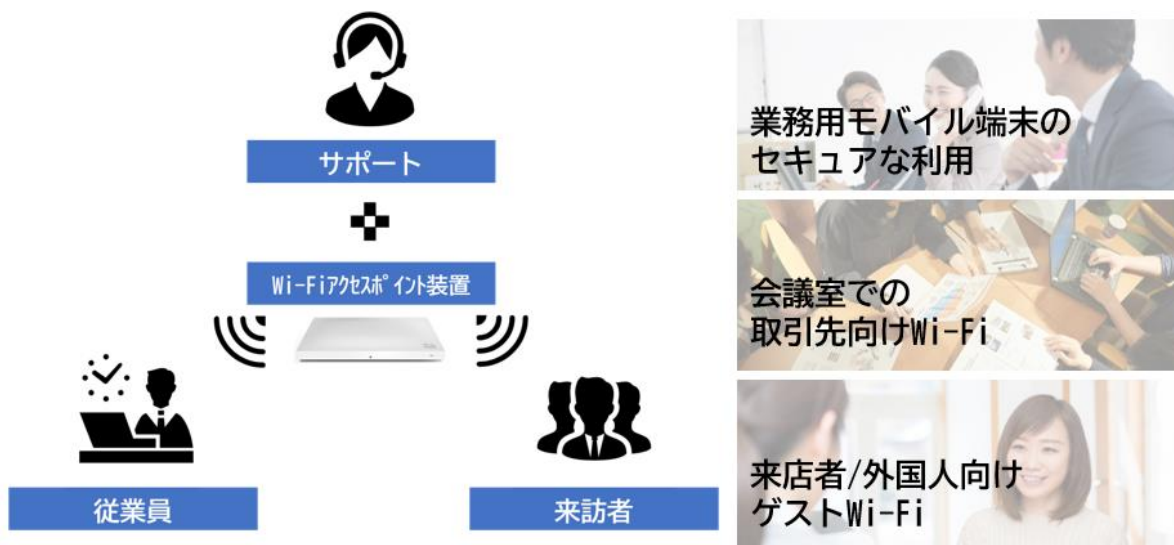 サポート
Wi-Fiｱｸｾｽﾎﾟｲﾝﾄ装置
従業員
来訪者
業務用モバイル端末の
セキュアな利用
会議室での
取引先向けWi-Fi
来店者/外国人向け
ゲストWi-Fi